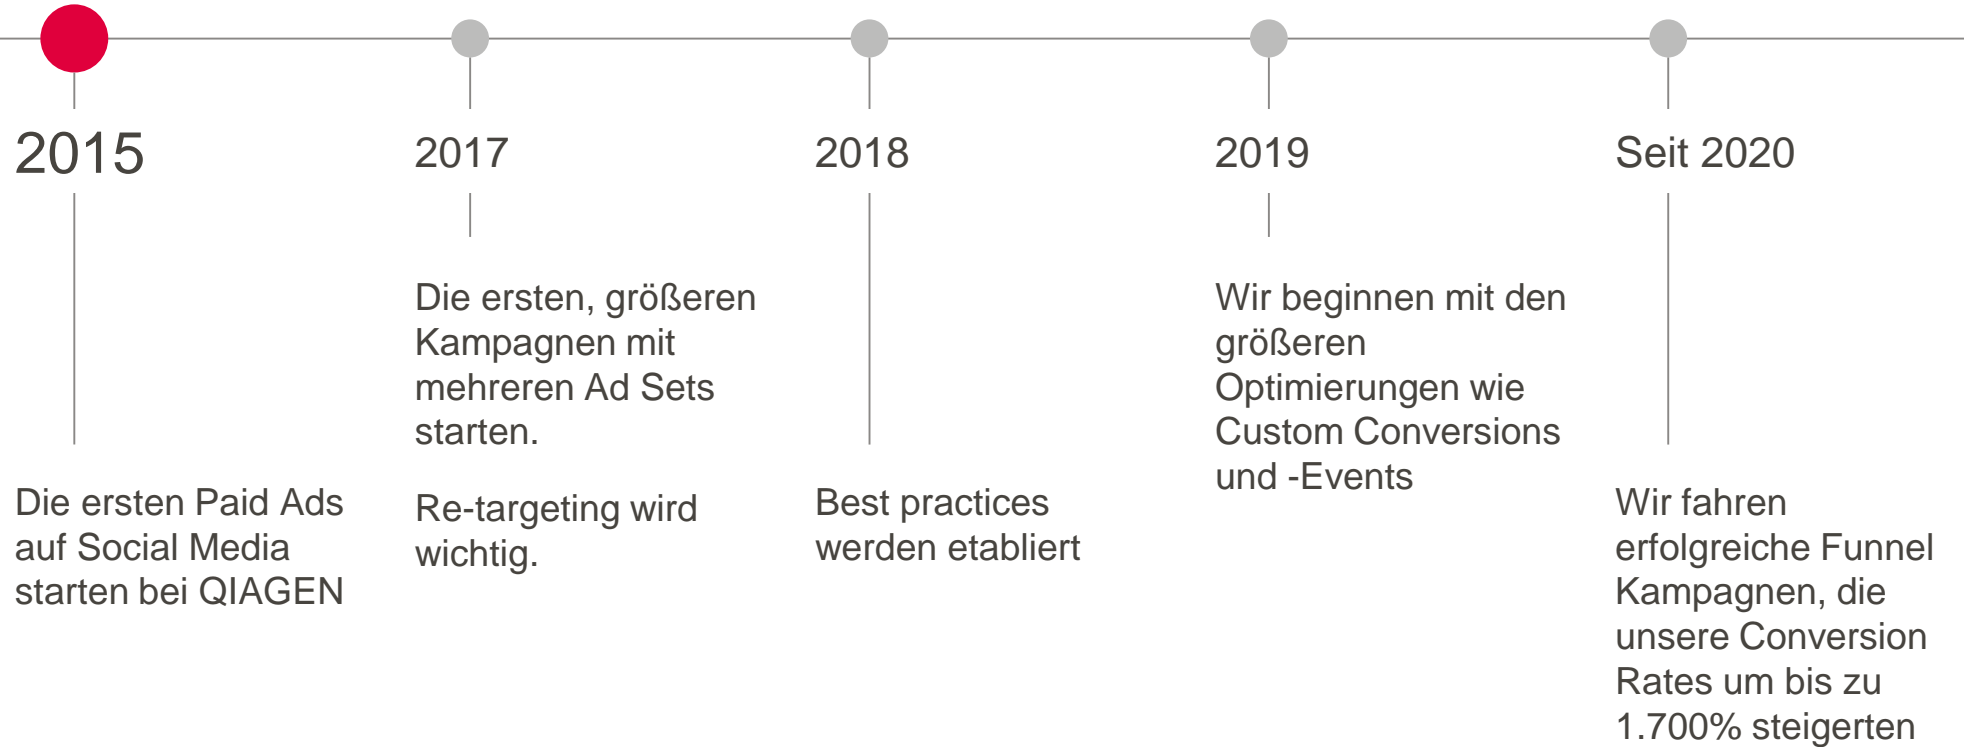 2015
Die ersten Paid Ads
auf Social Media
starten bei QIAGEN
2017
Die ersten, größeren
Kampagnen mit
mehreren Ad Sets
starten.
Re-targeting wird
wichtig.
2018
Best practices
werden etabliert
2019
Wir beginnen mit den
größeren
Optimierungen wie
Custom Conversions
und -Events
Seit 2020
Wir fahren
erfolgreiche Funnel
Kampagnen, die
unsere Conversion
Rates um bis zu
1.700% steigerten